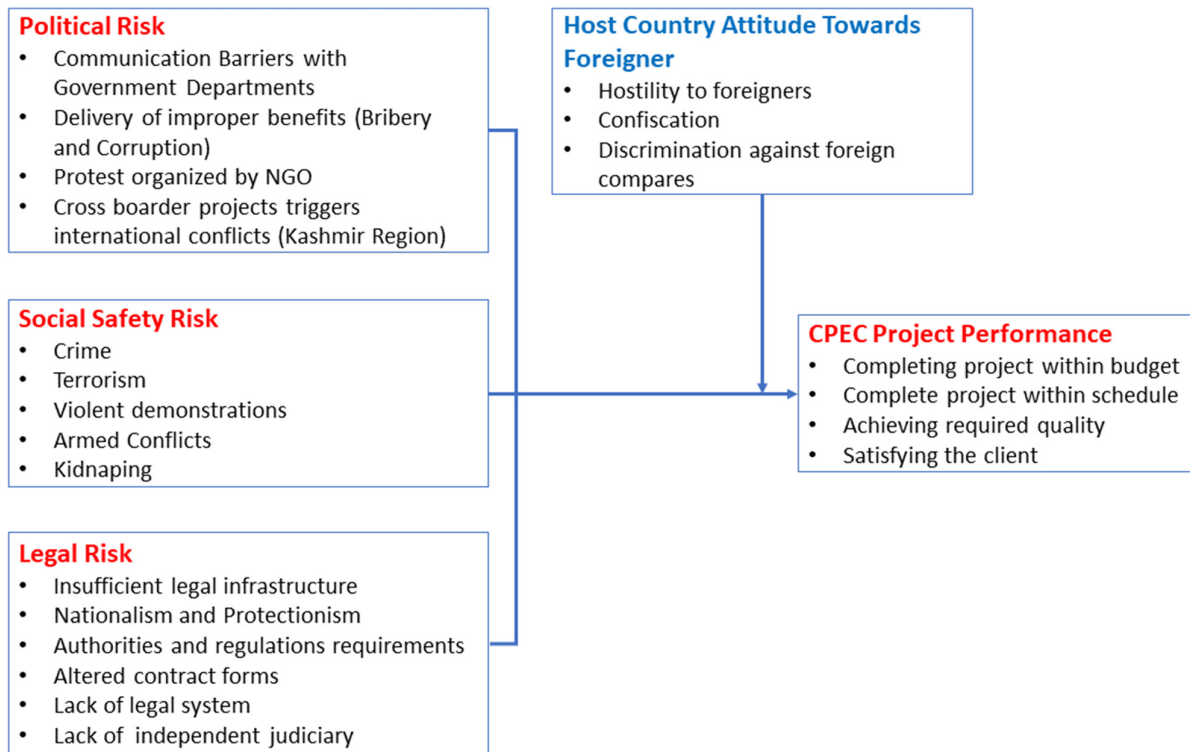 Political Risk
• Communication Barriers with
Government Departments
• Delivery of improper benefits (Bribery
and Corruption)
• Protest organized by NGO
• Cross boarder projects triggers
international conflicts (Kashmir Region)
Host Country Attitude Towards
Foreigner
• Hostility to foreigners
• Confiscation
• Discrimination against foreign
compares
Social Safety Risk
• Crime
• Terrorism
• Violent demonstrations
• Armed Conflicts
• Kidnaping
CPEC Project Performance
• Completing project within budget
• Complete project within schedule
• Achieving required quality
• Satisfying the client
Legal Risk
• Insufficient legal infrastructure
• Nationalism and Protectionism
• Authorities and regulations requirements
• Altered contract forms
• Lack of legal system
• Lack of independent judiciary